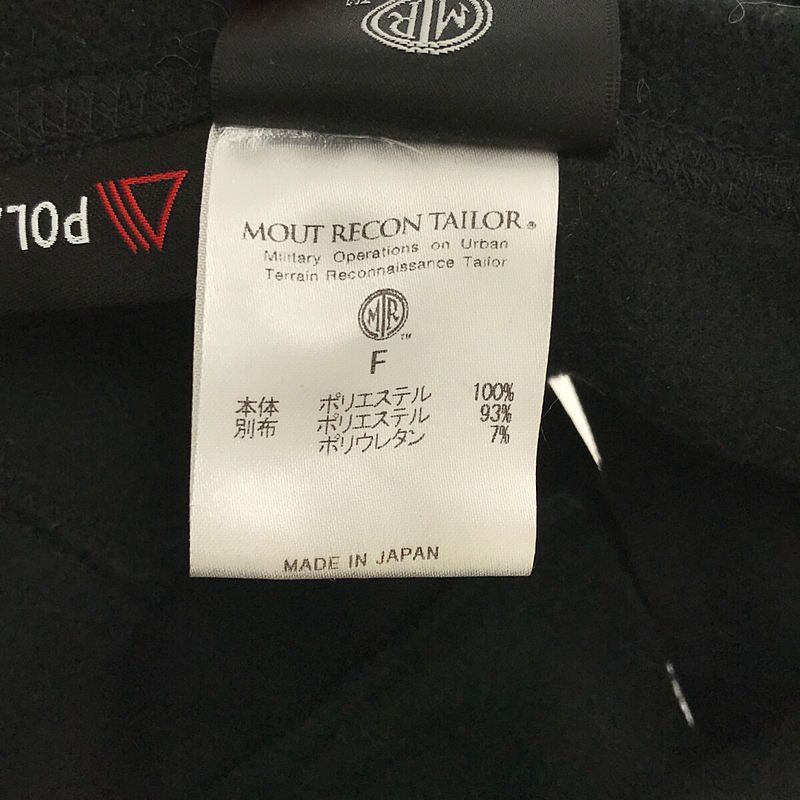 MTR
POL
MOUT RECON TAILOR®
Military Operations on Urban
Terrain Reconnaissance Tailor
MTR™
F
本体 ポリエステル 100%
別布 ポリエステル 93%
ポリウレタン 7%
MADE IN JAPAN